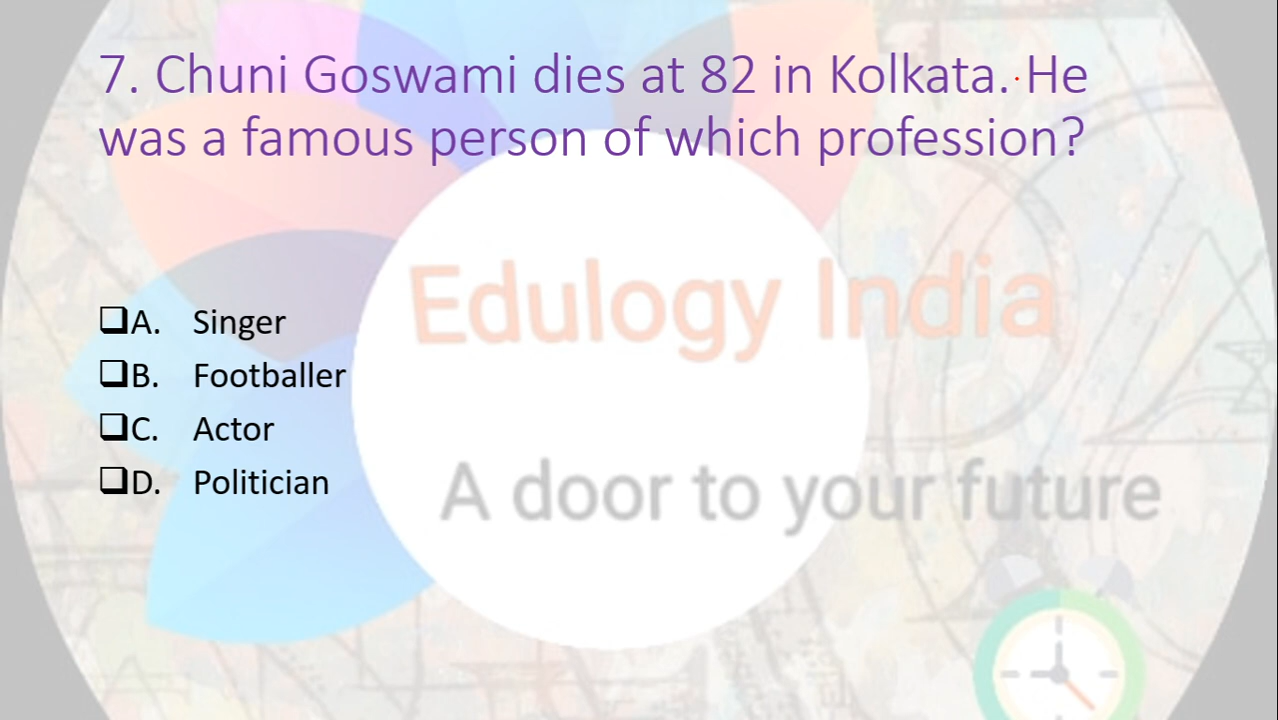 7. Chuni Goswami dies at 82 in Kolkata. He
was a famous person of which profession?
Edulogy India
❑A. Singer
❑B. Footballer
❑C. Actor
❑D. Politician
A door to your future